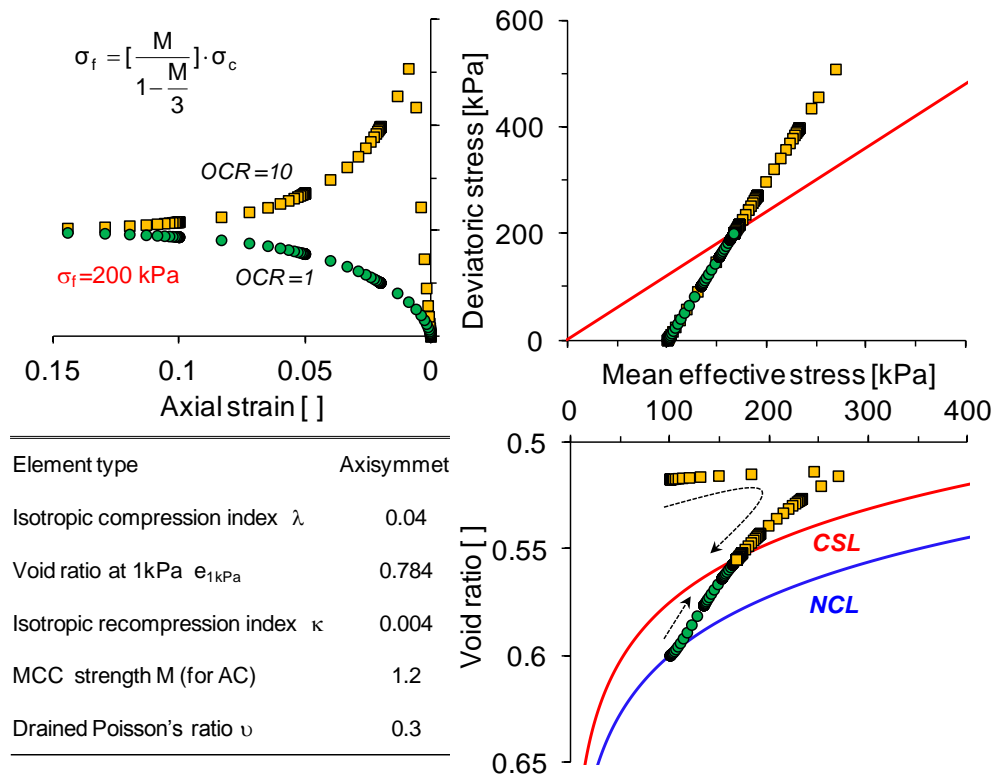 σf = [M / 1 − M/3] · σc
OCR=10
OCR=1
σf=200 kPa
0.15 0.1 0.05 0
Axial strain [ ]
600
400
200
0
Deviatoric stress [kPa]
Mean effective stress [kPa]
0 100 200 300 400
0.5
0.55
0.6
0.65
Void ratio [ ]
CSL
NCL
Element type Axisymmet
Isotropic compression index λ 0.04
Void ratio at 1kPa e1kPa 0.784
Isotropic recompression index κ 0.004
MCC strength M (for AC) 1.2
Drained Poisson's ratio υ 0.3